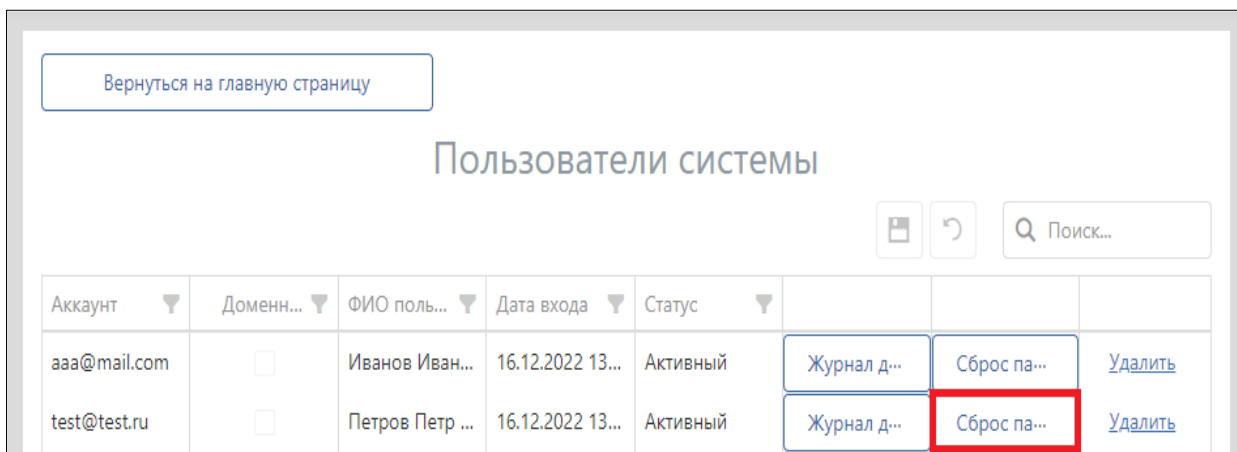 Вернуться на главную страницу
Пользователи системы
Поиск...
Аккаунт Доменн... ФИО поль... Дата входа Статус
aaa@mail.com Иванов Иван... 16.12.2022 13... Активный Журнал д... Сброс па... Удалить
test@test.ru Петров Петр ... 16.12.2022 13... Активный Журнал д... Сброс па... Удалить